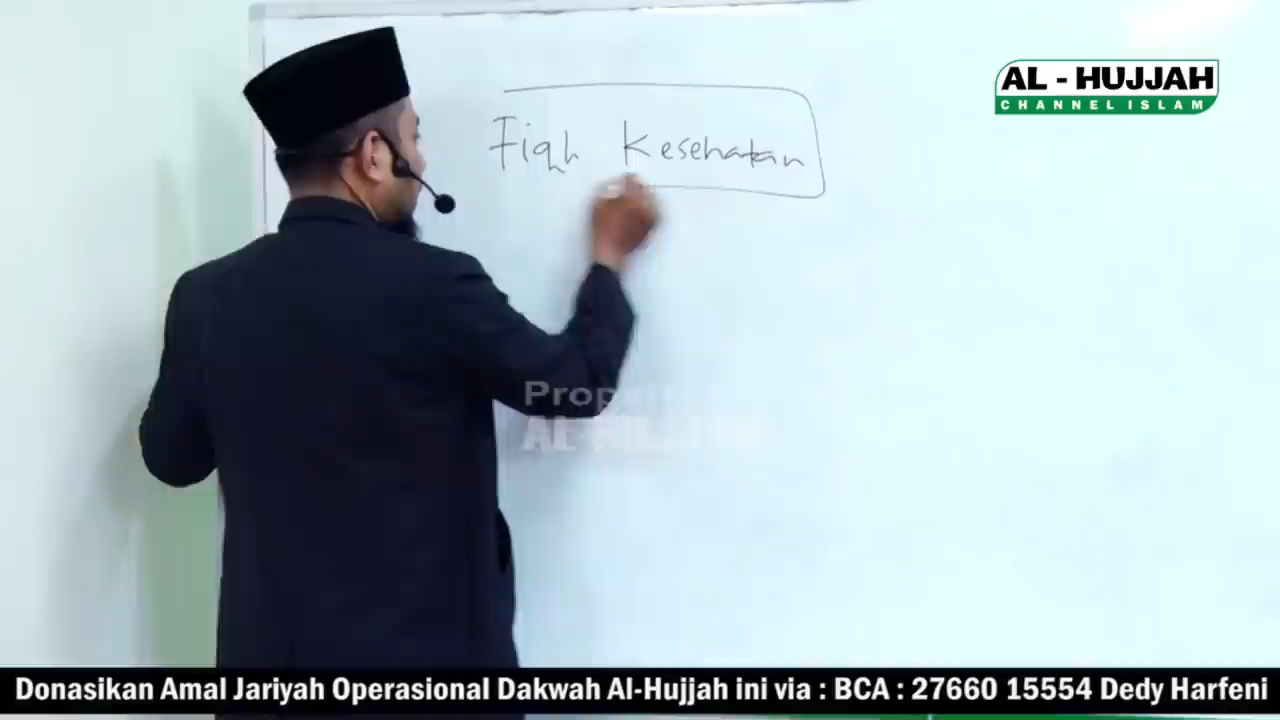 AL - HUJJAH
CHANNEL ISLAM
Fiqh Kesehatan
Donasikan Amal Jariyah Operasional Dakwah Al-Hujjah ini via : BCA : 27660 15554 Dedy Harfeni